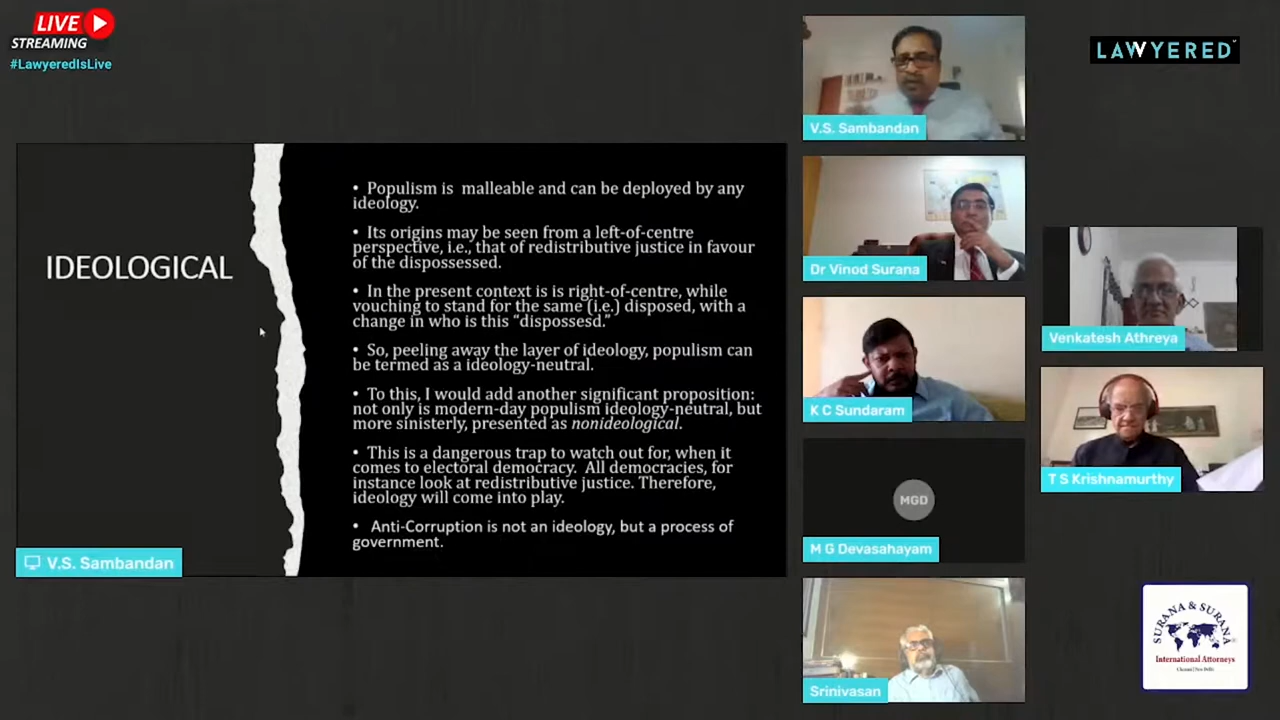 LIVE
STREAMING
#LawyeredIsLive
LAWYERED
IDEOLOGICAL
• Populism is malleable and can be deployed by any
ideology.
• Its origins may be seen from a left-of-centre
perspective, i.e., that of redistributive justice in favour
of the dispossessed.
• In the present context is is right-of-centre, while
vouching to stand for the same (i.e.) disposed, with a
change in who is this “dispossesd.”
• So, peeling away the layer of ideology, populism can
be termed as a ideology-neutral.
• To this, I would add another significant proposition:
not only is modern-day populism ideology-neutral, but
more sinisterly, presented as nonideological.
• This is a dangerous trap to watch out for, when it
comes to electoral democracy. All democracies, for
instance look at redistributive justice. Therefore,
ideology will come into play.
• Anti-Corruption is not an ideology, but a process of
government.
V.S. Sambandan
V.S. Sambandan
Dr Vinod Surana
K C Sundaram
MGD
M G Devasahayam
Srinivasan
Venkatesh Athreya
T S Krishnamurthy
SURANA & SURANA
International Attorneys
Chennai | New Delhi